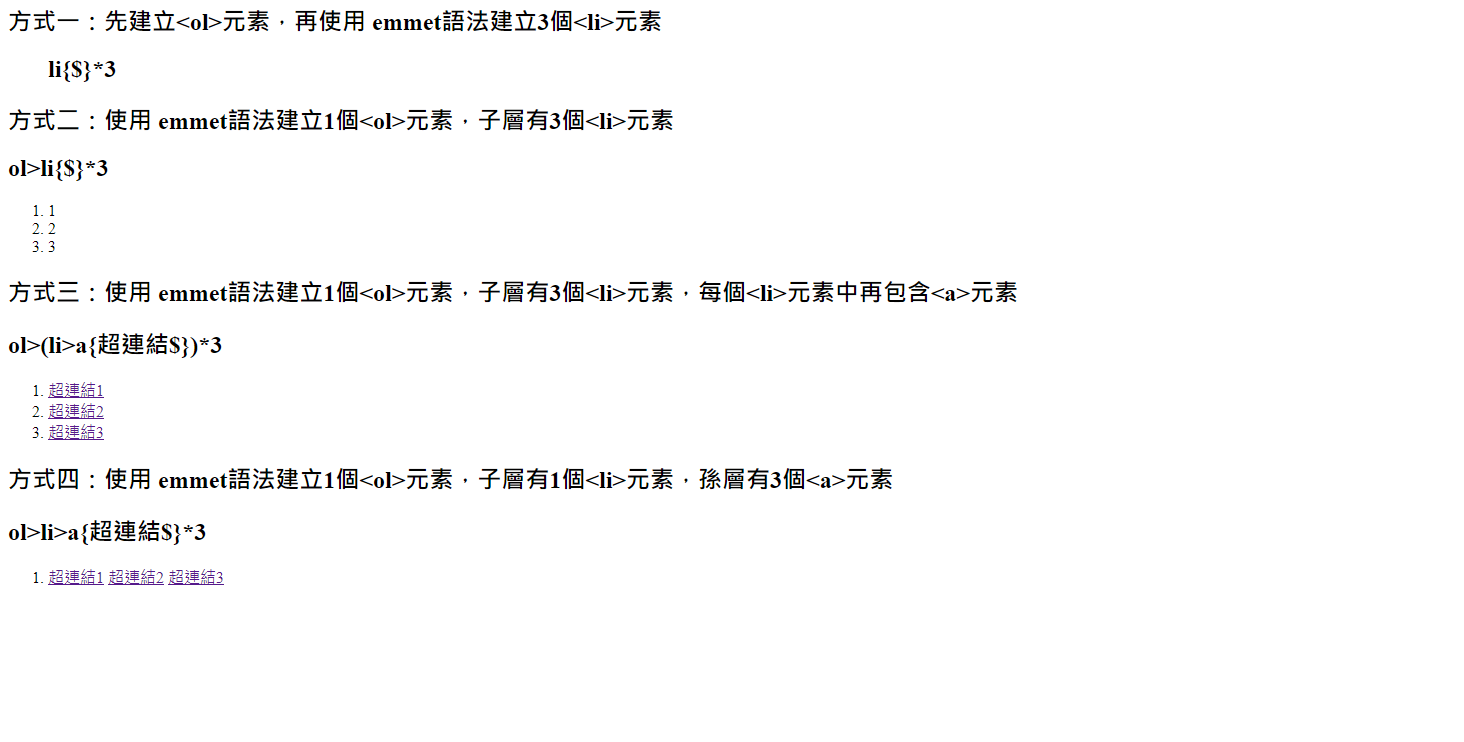 方式一：先建立<ol>元素，再使用 emmet語法建立3個<li>元素
li{$}*3
方式二：使用 emmet語法建立1個<ol>元素，子層有3個<li>元素
ol>li{$}*3
1. 1
2. 2
3. 3
方式三：使用 emmet語法建立1個<ol>元素，子層有3個<li>元素，每個<li>元素中再包含<a>元素
ol>(li>a{超連結$})*3
1. 超連結1
2. 超連結2
3. 超連結3
方式四：使用 emmet語法建立1個<ol>元素，子層有1個<li>元素，孫層有3個<a>元素
ol>li>a{超連結$}*3
1. 超連結1 超連結2 超連結3